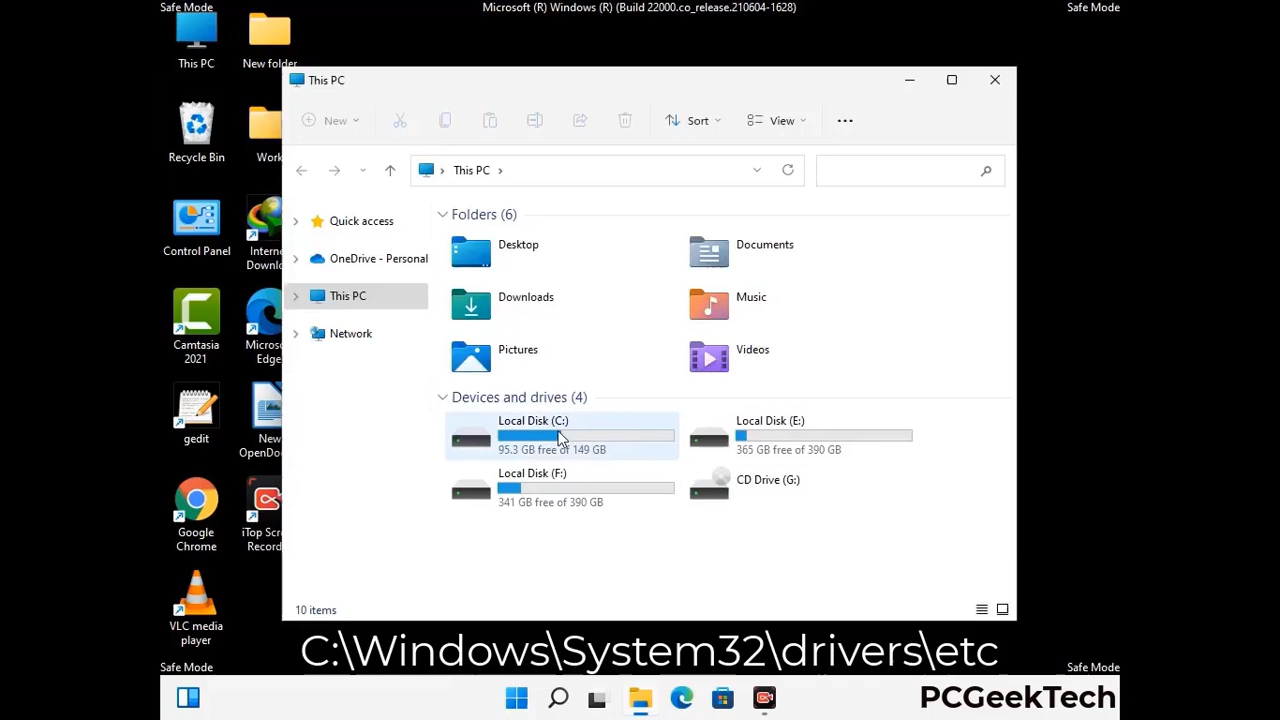 Safe Mode
Microsoft (R) Windows (R) (Build 22000.co_release.210604-1628)
Safe Mode
This PC
New folder
Recycle Bin
Work
Control Panel
Intern
Downlo
Camtasia
2021
Micros
Edge
gedit
New
OpenDo
Google
Chrome
iTop Scr
Record
VLC media
player
This PC
New
Sort
View
This PC
Quick access
OneDrive - Personal
This PC
Network
Folders (6)
Desktop
Documents
Downloads
Music
Pictures
Videos
Devices and drives (4)
Local Disk (C:)
95.3 GB free of 149 GB
Local Disk (E:)
365 GB free of 390 GB
Local Disk (F:)
341 GB free of 390 GB
CD Drive (G:)
10 items
C:\Windows\System32\drivers\etc
Safe Mode
Safe Mode
PCGeekTech